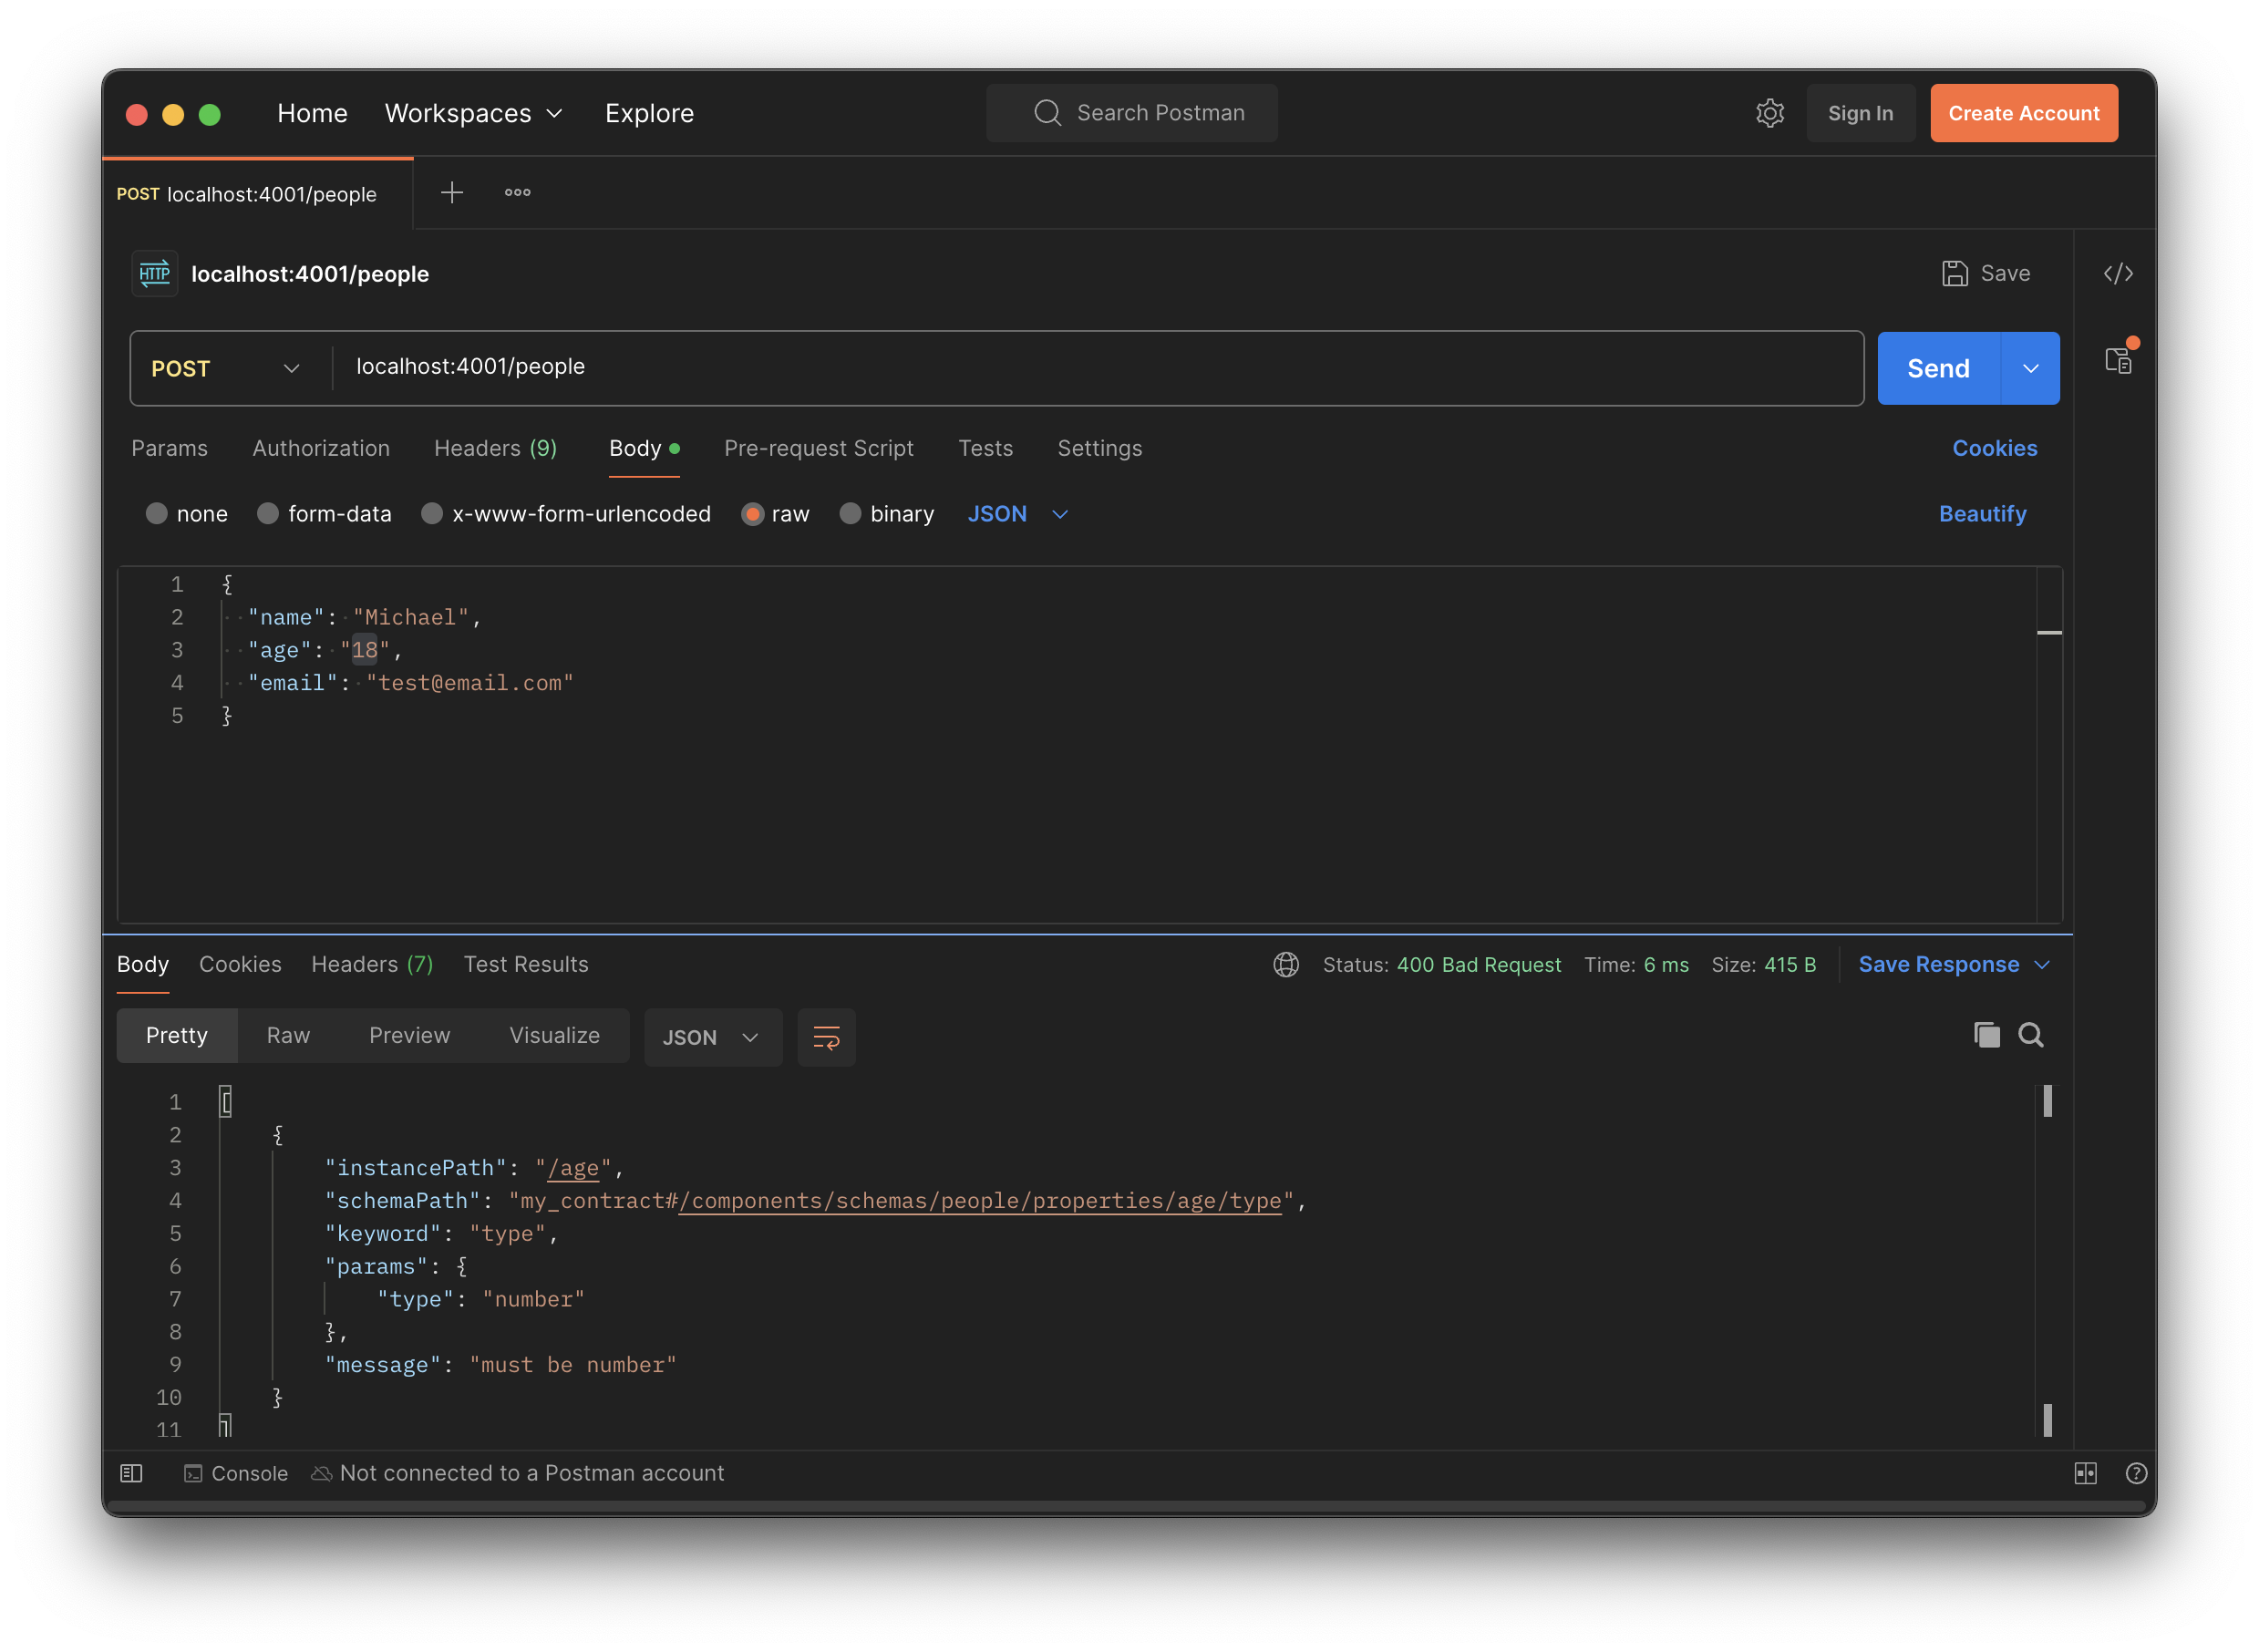 Home Workspaces Explore Search Postman Sign In Create Account
POST localhost:4001/people
HTTP localhost:4001/people Save
POST localhost:4001/people Send
Params Authorization Headers (9) Body Pre-request Script Tests Settings Cookies
none form-data x-www-form-urlencoded raw binary JSON Beautify
1 {
2 "name": "Michael",
3 "age": "18",
4 "email": "test@email.com"
5 }
Body Cookies Headers (7) Test Results Status: 400 Bad Request Time: 6 ms Size: 415 B Save Response
Pretty Raw Preview Visualize JSON
1 [
2 {
3 "instancePath": "/age",
4 "schemaPath": "my_contract#/components/schemas/people/properties/age/type",
5 "keyword": "type",
6 "params": {
7 "type": "number"
8 },
9 "message": "must be number"
10 }
11 ]
Console Not connected to a Postman account